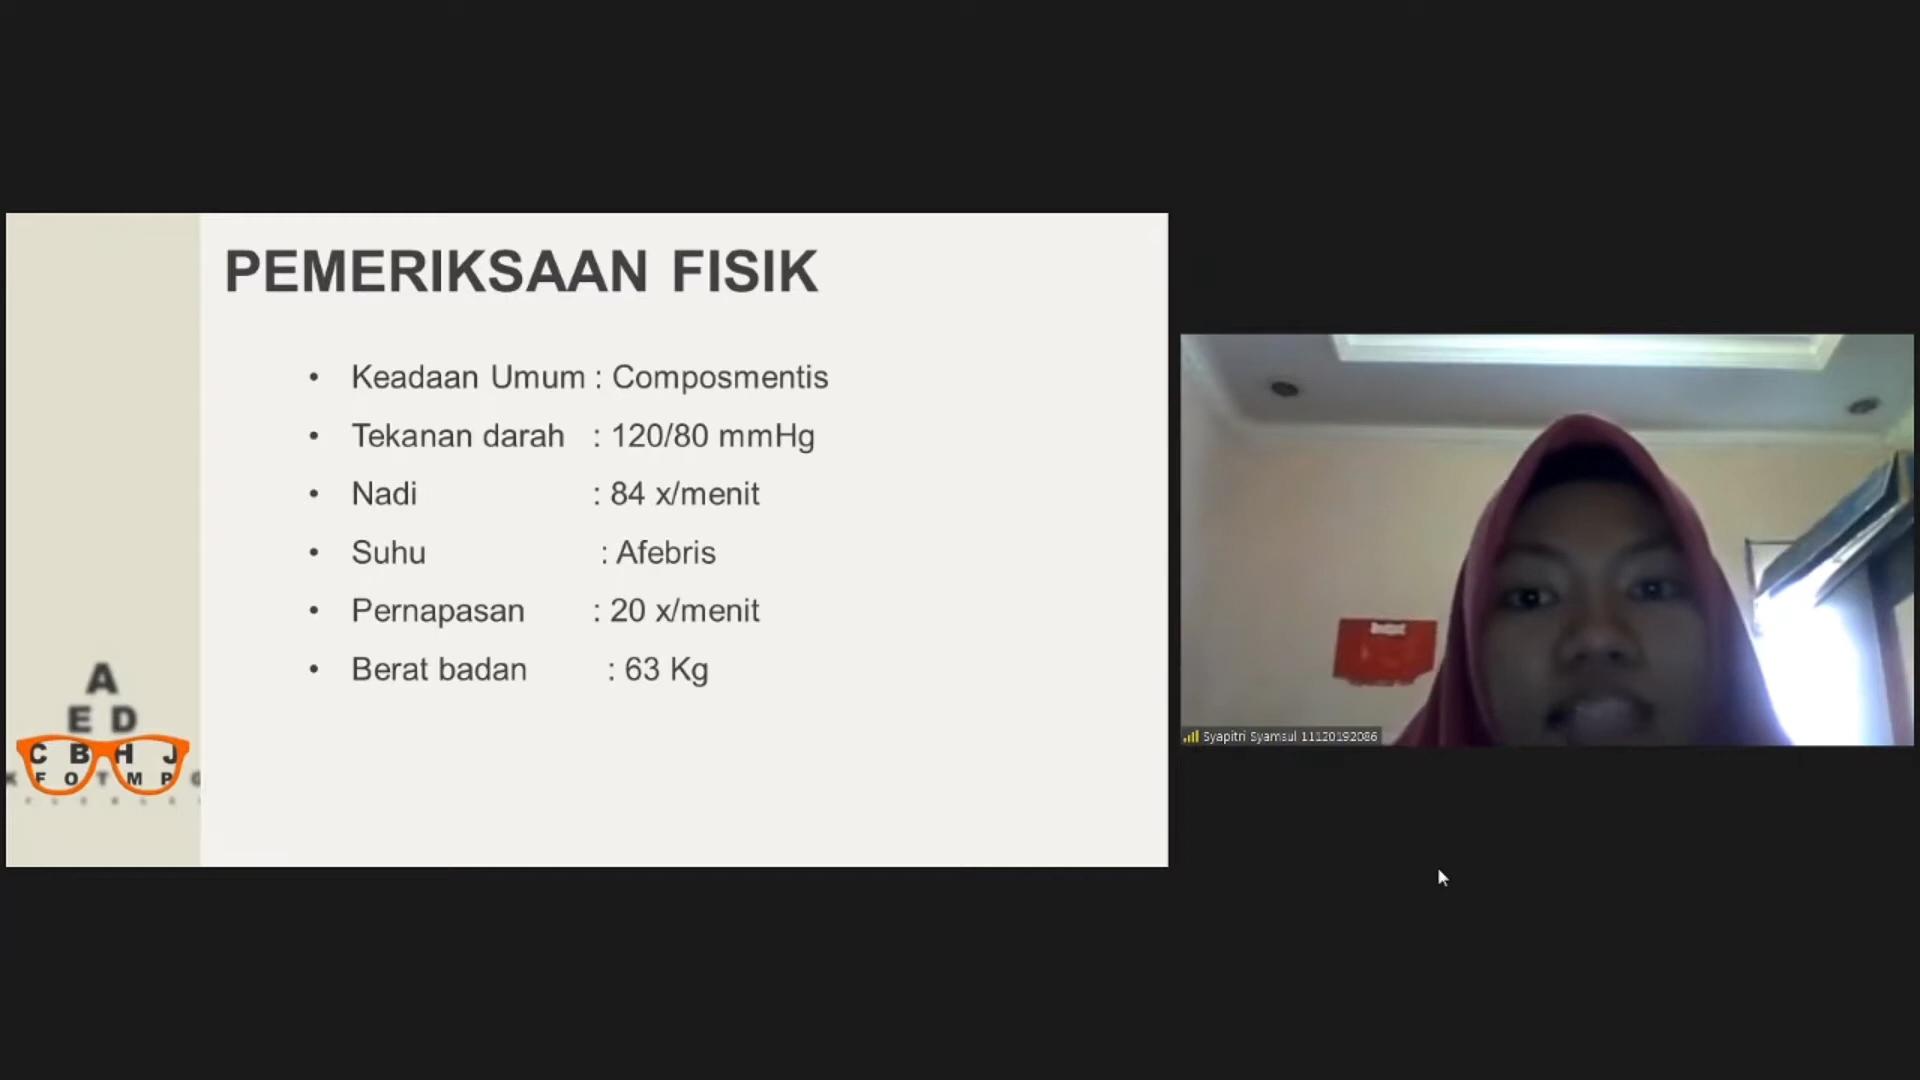 PEMERIKSAAN FISIK
• Keadaan Umum : Composmentis
• Tekanan darah : 120/80 mmHg
• Nadi : 84 x/menit
• Suhu : Afebris
• Pernapasan : 20 x/menit
• Berat badan : 63 Kg
A
E D
C B H J
K F O T M P G
Syapitri Syamsul 11120192086